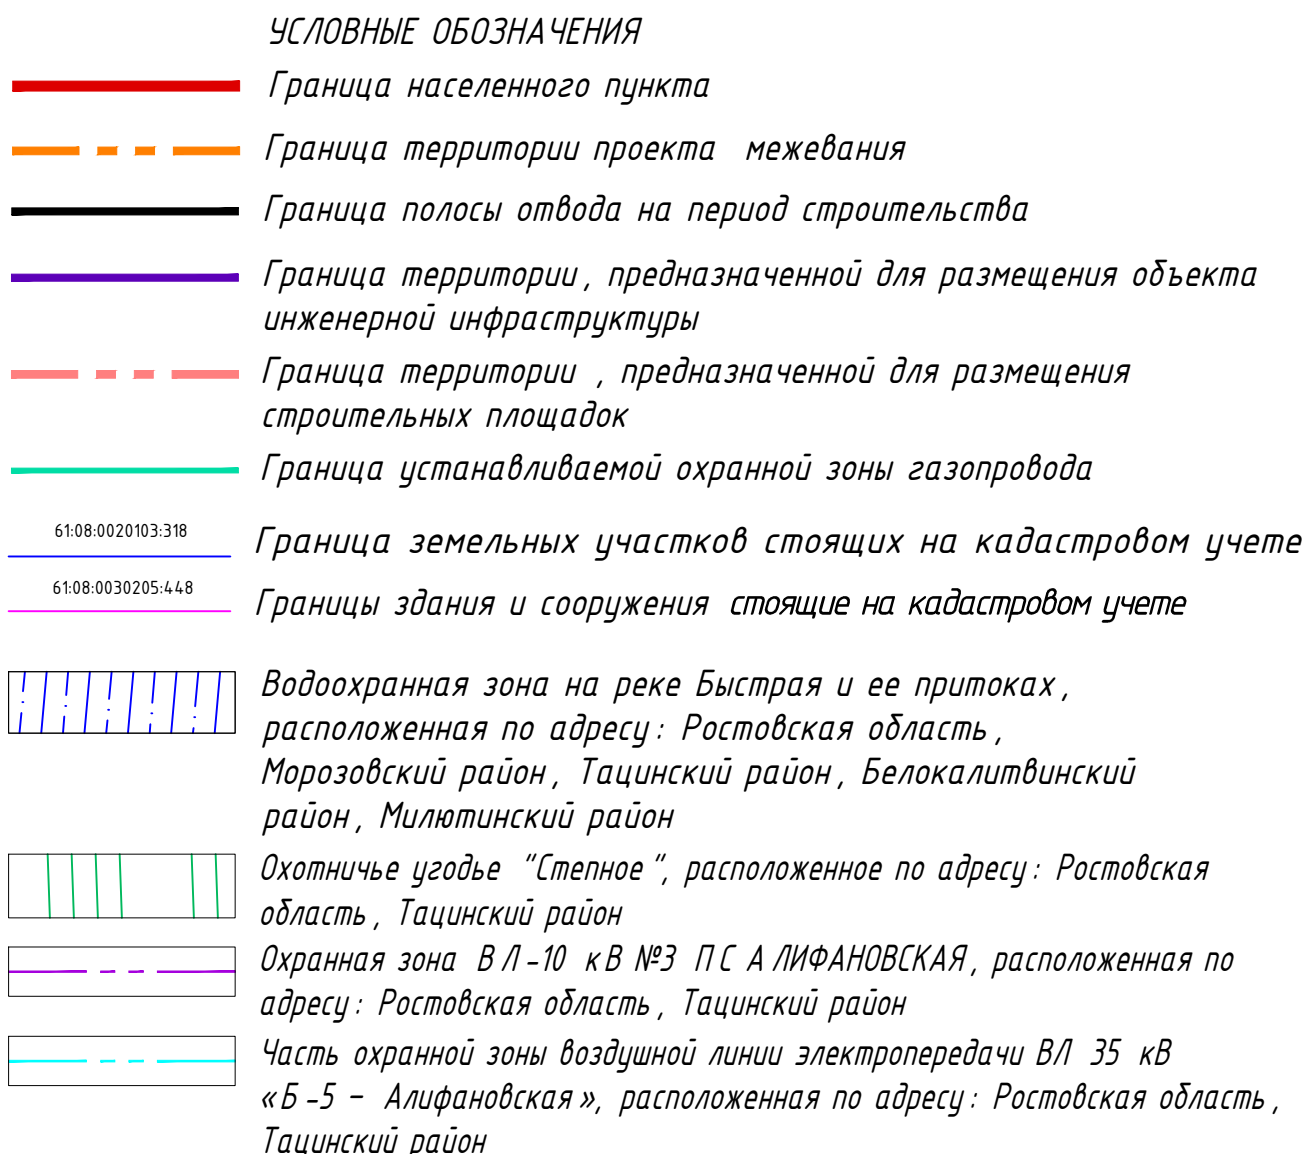 УСЛОВНЫЕ ОБОЗНАЧЕНИЯ
Граница населенного пункта
Граница территории проекта межевания
Граница полосы отвода на период строительства
Граница территории, предназначенной для размещения объекта
инженерной инфраструктуры
Граница территории , предназначенной для размещения
строительных площадок
Граница устанавливаемой охранной зоны газопровода
61:08:0020103:318
Граница земельных участков стоящих на кадастровом учете
61:08:0030205:448
Границы здания и сооружения стоящие на кадастровом учете
Водоохранная зона на реке Быстрая и ее притоках,
расположенная по адресу: Ростовская область,
Морозовский район, Тацинский район, Белокалитвинский
район, Милютинский район
Охотничье угодье "Степное", расположенное по адресу: Ростовская
область, Тацинский район
Охранная зона ВЛ-10 кВ №3 ПС АЛИФАНОВСКАЯ, расположенная по
адресу: Ростовская область, Тацинский район
Часть охранной зоны воздушной линии электропередачи ВЛ 35 кВ
«Б-5 - Алифановская», расположенная по адресу: Ростовская область,
Тацинский район